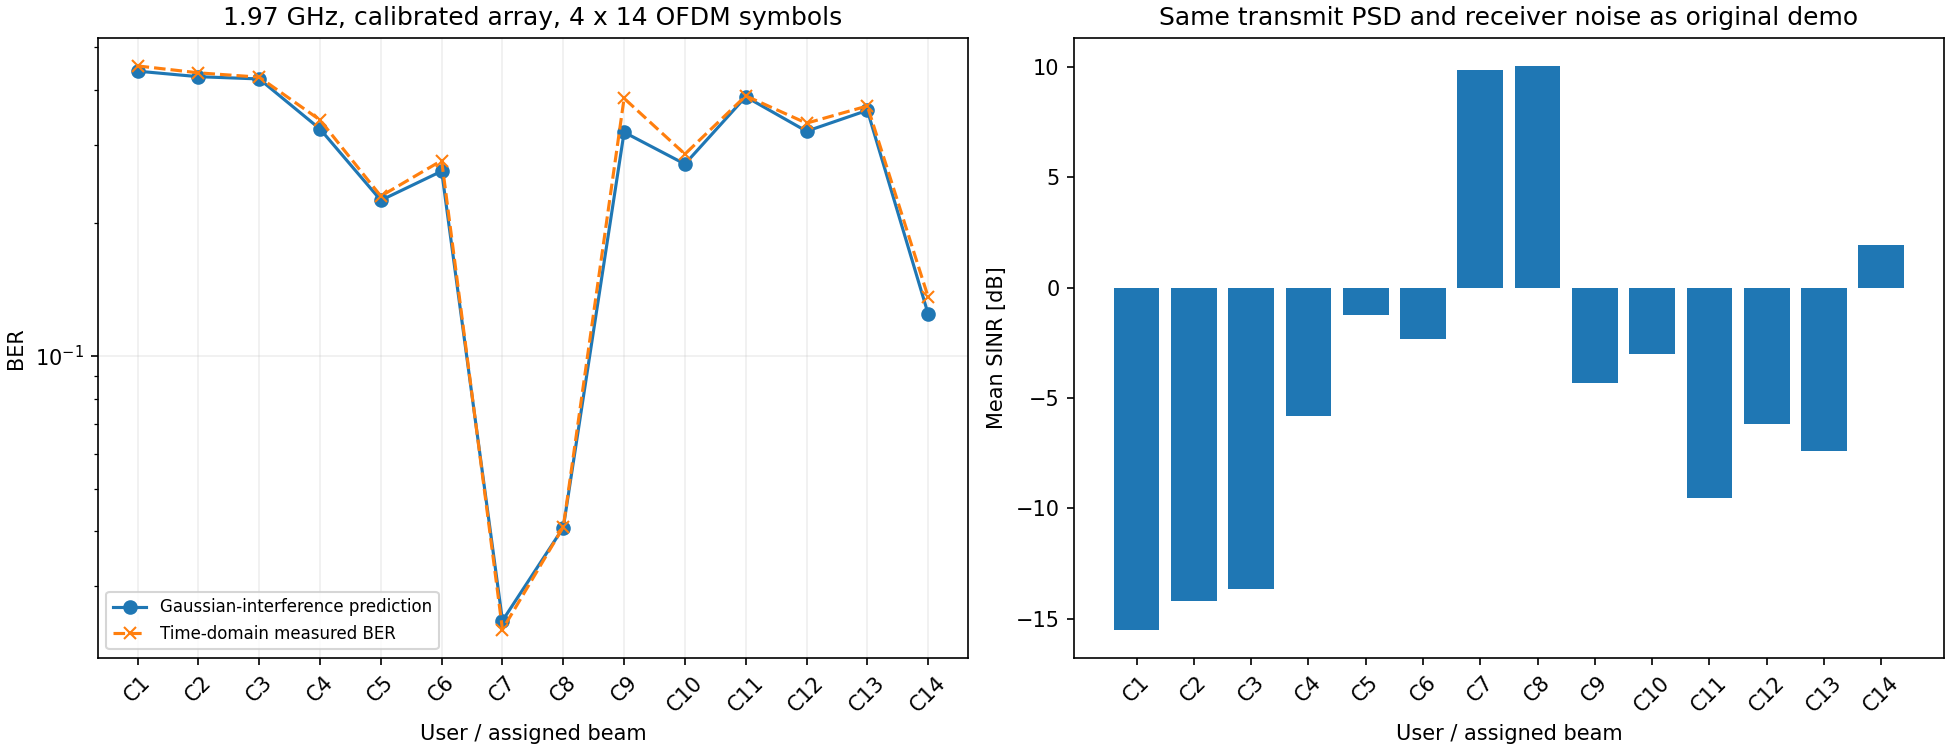 1.97 GHz, calibrated array, 4 x 14 OFDM symbols
BER
10⁻¹
Gaussian-interference prediction
Time-domain measured BER
C1
C2
C3
C4
C5
C6
C7
C8
C9
C10
C11
C12
C13
C14
User / assigned beam
Same transmit PSD and receiver noise as original demo
Mean SINR [dB]
10
5
0
−5
−10
−15
C1
C2
C3
C4
C5
C6
C7
C8
C9
C10
C11
C12
C13
C14
User / assigned beam